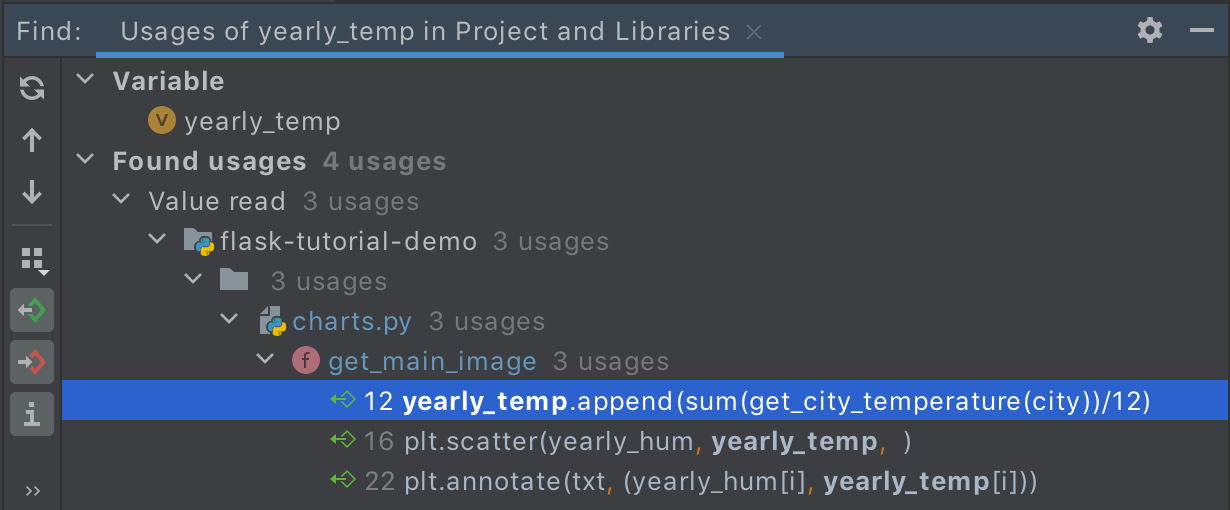 Find: Usages of yearly_temp in Project and Libraries
Variable
V yearly_temp
Found usages 4 usages
Value read 3 usages
flask-tutorial-demo 3 usages
3 usages
charts.py 3 usages
f get_main_image 3 usages
12 yearly_temp.append(sum(get_city_temperature(city))/12)
16 plt.scatter(yearly_hum, yearly_temp, )
22 plt.annotate(txt, (yearly_hum[i], yearly_temp[i]))